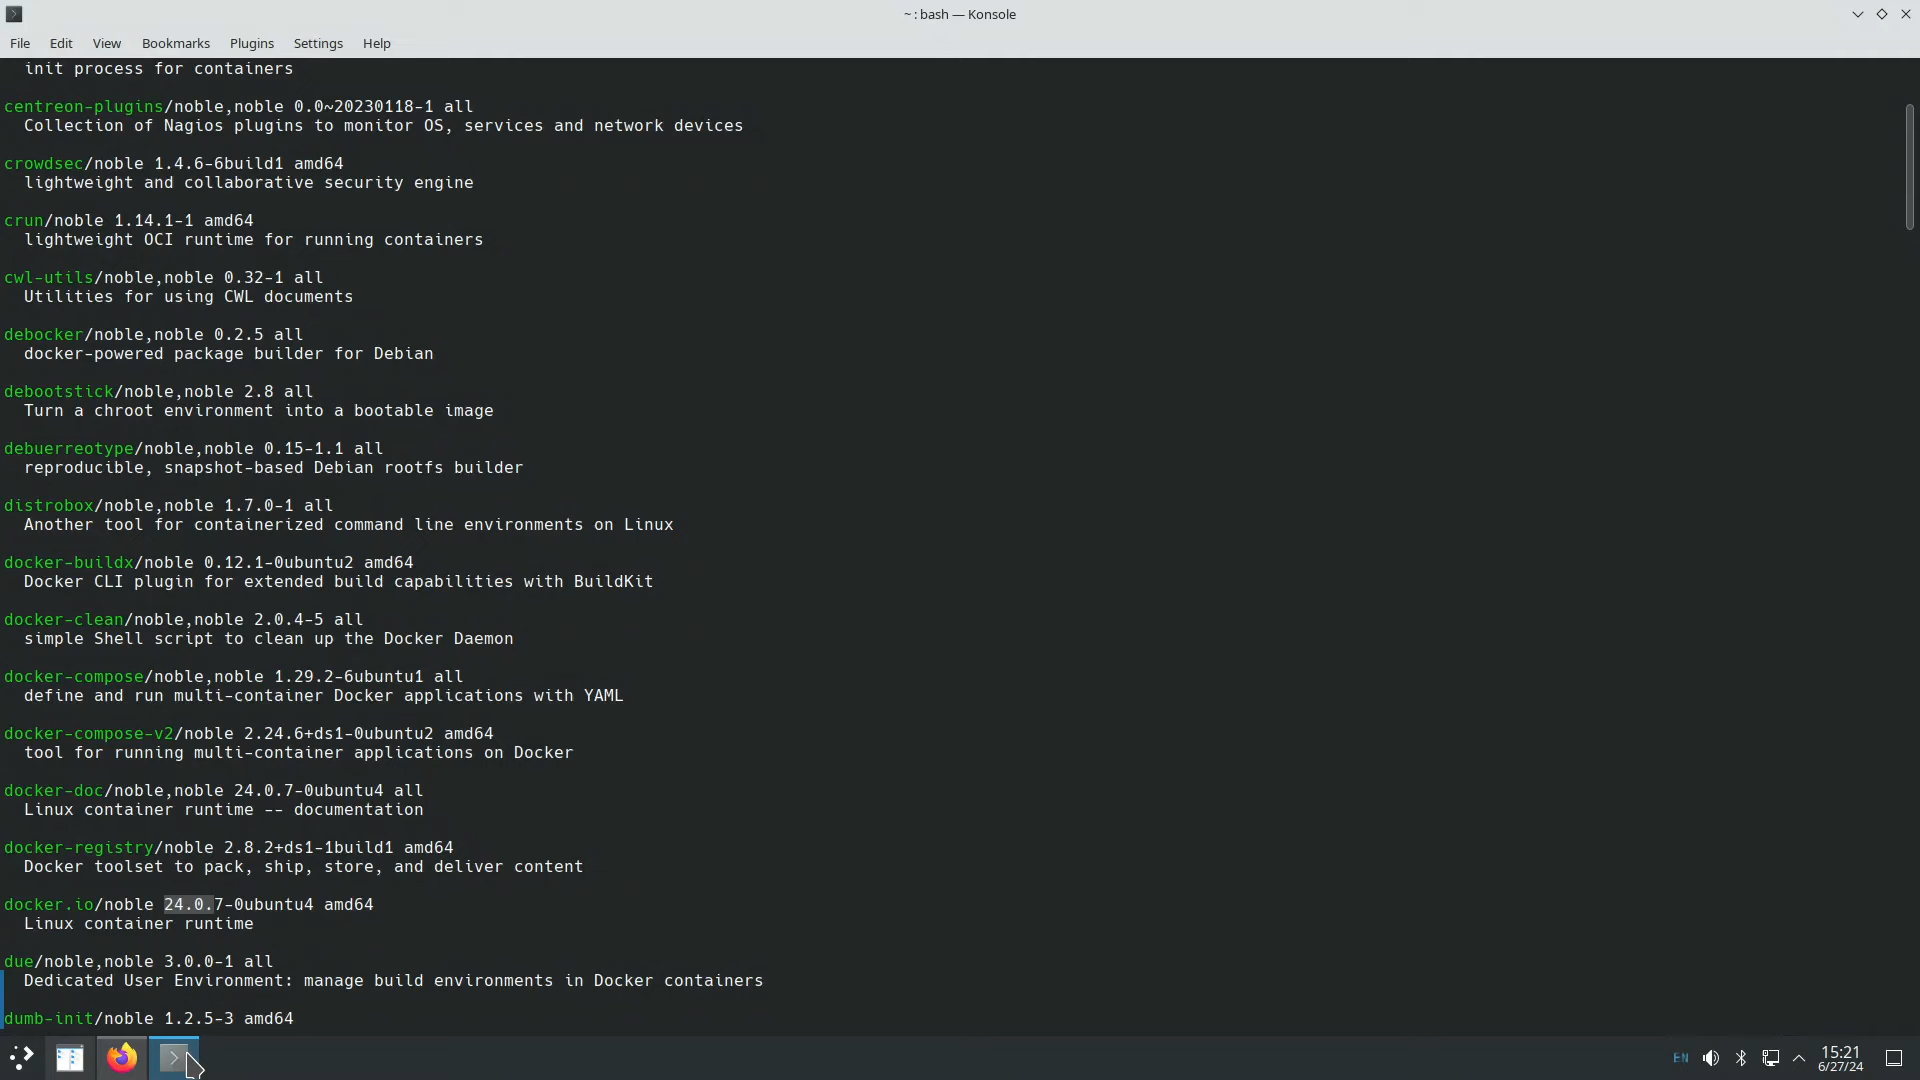 ~ : bash — Konsole
File Edit View Bookmarks Plugins Settings Help
init process for containers
centreon-plugins/noble,noble 0.0~20230118-1 all
Collection of Nagios plugins to monitor OS, services and network devices
crowdsec/noble 1.4.6-6build1 amd64
lightweight and collaborative security engine
crun/noble 1.14.1-1 amd64
lightweight OCI runtime for running containers
cwl-utils/noble,noble 0.32-1 all
Utilities for using CWL documents
debocker/noble,noble 0.2.5 all
docker-powered package builder for Debian
debootstick/noble,noble 2.8 all
Turn a chroot environment into a bootable image
debuerreotype/noble,noble 0.15-1.1 all
reproducible, snapshot-based Debian rootfs builder
distrobox/noble,noble 1.7.0-1 all
Another tool for containerized command line environments on Linux
docker-buildx/noble 0.12.1-0ubuntu2 amd64
Docker CLI plugin for extended build capabilities with BuildKit
docker-clean/noble,noble 2.0.4-5 all
simple Shell script to clean up the Docker Daemon
docker-compose/noble,noble 1.29.2-6ubuntu1 all
define and run multi-container Docker applications with YAML
docker-compose-v2/noble 2.24.6+ds1-0ubuntu2 amd64
tool for running multi-container applications on Docker
docker-doc/noble,noble 24.0.7-0ubuntu4 all
Linux container runtime -- documentation
docker-registry/noble 2.8.2+ds1-1build1 amd64
Docker toolset to pack, ship, store, and deliver content
docker.io/noble 24.0.7-0ubuntu4 amd64
Linux container runtime
due/noble,noble 3.0.0-1 all
Dedicated User Environment: manage build environments in Docker containers
dumb-init/noble 1.2.5-3 amd64
EN 15:21
6/27/24